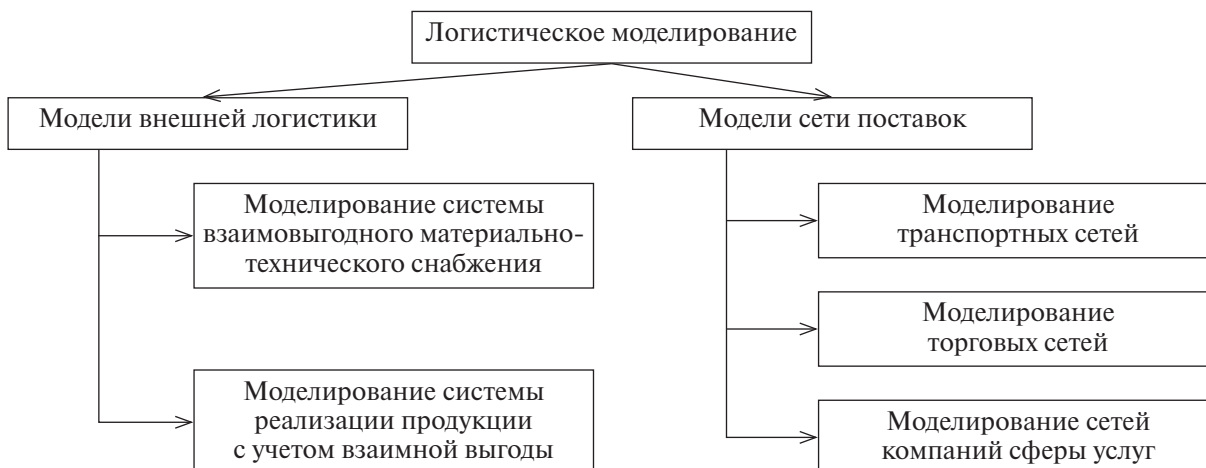 Логистическое моделирование
Модели внешней логистики
Модели сети поставок
Моделирование системы
взаимовыгодного материально-
технического снабжения
Моделирование системы
реализации продукции
с учетом взаимной выгоды
Моделирование
транспортных сетей
Моделирование
торговых сетей
Моделирование сетей
компаний сферы услуг